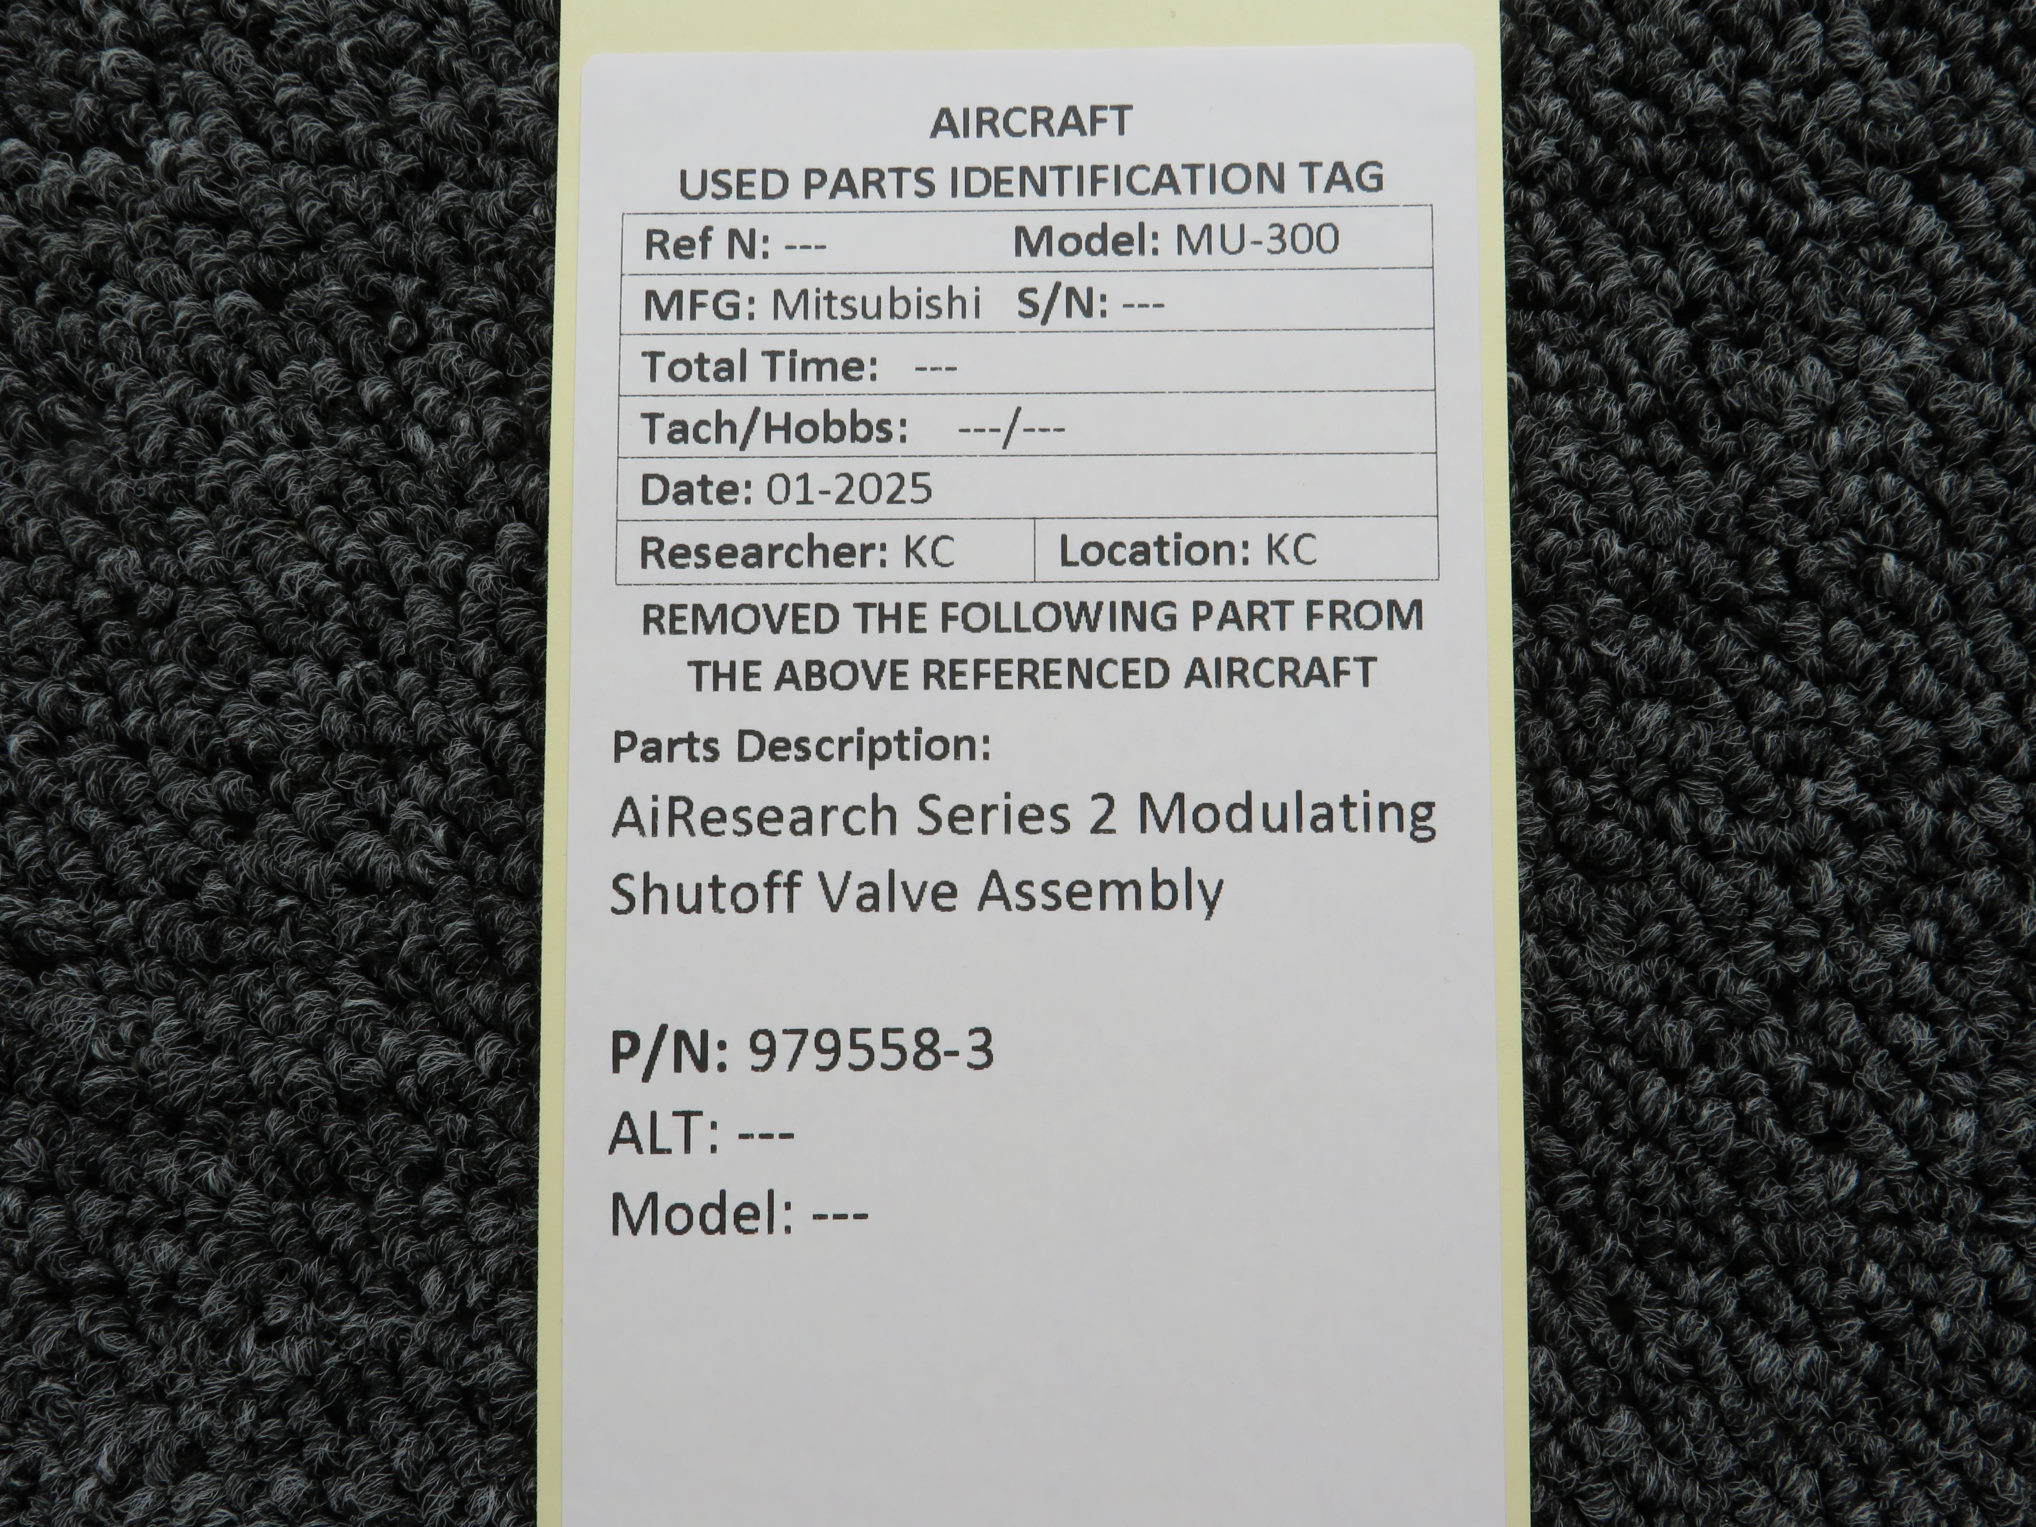 AIRCRAFT
USED PARTS IDENTIFICATION TAG
Ref N: --- Model: MU-300
MFG: Mitsubishi S/N: ---
Total Time: ---
Tach/Hobbs: ---/---
Date: 01-2025
Researcher: KC Location: KC
REMOVED THE FOLLOWING PART FROM
THE ABOVE REFERENCED AIRCRAFT
Parts Description:
AiResearch Series 2 Modulating
Shutoff Valve Assembly
P/N: 979558-3
ALT: ---
Model: ---